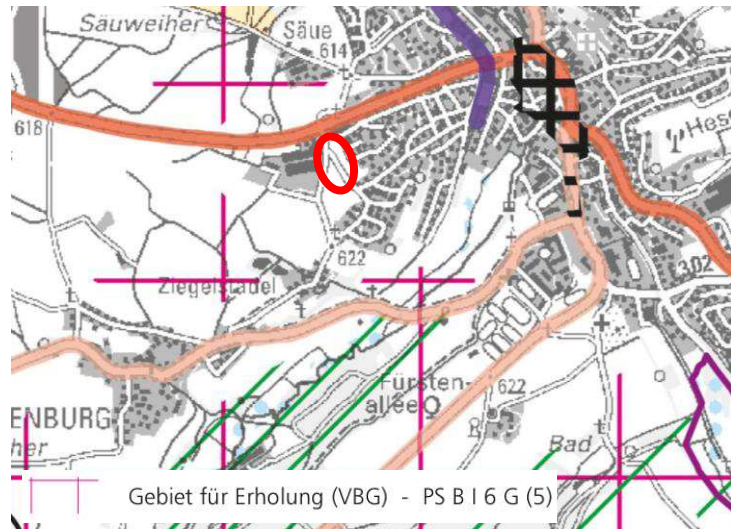 Säuweiher
Säue
614
618
Hes
622
302
Ziegelstadel
Fürsten-
allee
622
ENBURG
her
Bad
Gebiet für Erholung (VBG) - PS B I 6 G (5)